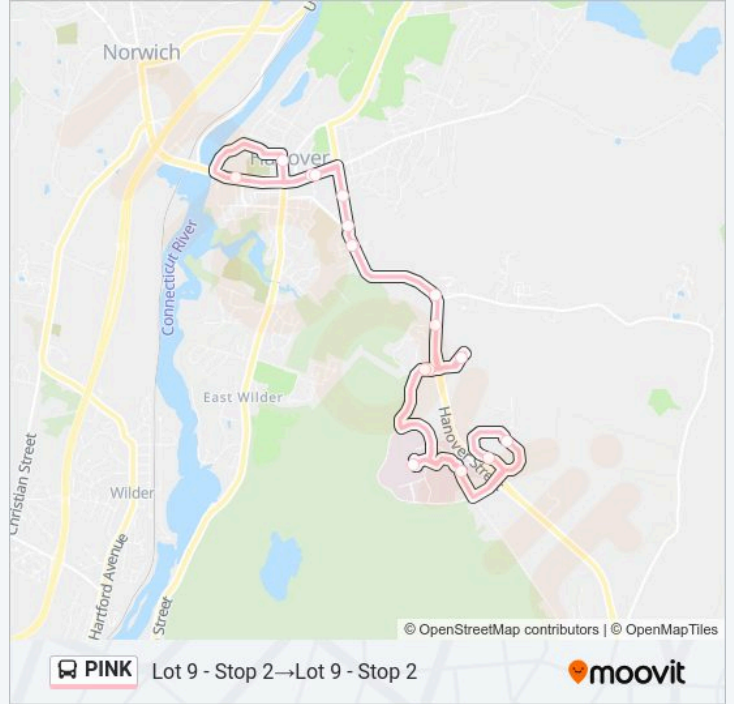 Norwich
Hanover
Connecticut River
East Wilder
Hanover Street
Christian Street
Wilder
Hartford Avenue
Street
© OpenStreetMap contributors | © OpenMapTiles
PINK
Lot 9 - Stop 2→Lot 9 - Stop 2
moovit